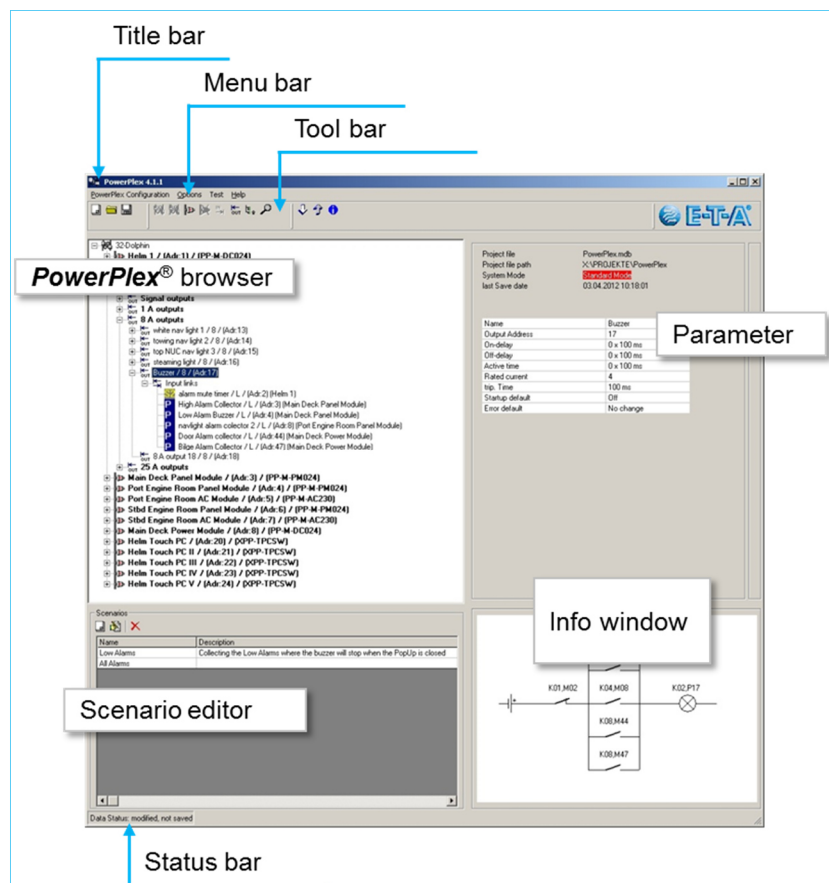 Title bar
Menu bar
Tool bar
PowerPlex 4.1.1
PowerPlex Configuration Options Test Help
E-T-A
32-Dolphin
Helm 1 / (Adr:1) / (PP-M-DC024)
PowerPlex® browser
Signal outputs
1 A outputs
8 A outputs
white nav light 1 / 8 / (Adr:13)
towing nav light 2 / 8 / (Adr:14)
top NUC nav light 3 / 8 / (Adr:15)
steaming light / 8 / (Adr:16)
Buzzer / 8 / (Adr:17)
Input links
alarm mute timer / L / (Adr:2) (Helm 1)
High Alarm Colector / L / (Adr:3) (Main Deck Panel Module)
Low Alarm Buzzer / L / (Adr:4) (Main Deck Panel Module)
navlight alarm colector 2 / L / (Adr:8) (Port Engine Room Panel Module)
Door Alarm collector / L / (Adr:44) (Main Deck Power Module)
Bilge Alarm Collector / L / (Adr:47) (Main Deck Power Module)
8 A output 18 / 8 / (Adr:18)
25 A outputs
Main Deck Panel Module / (Adr:3) / (PP-M-PM024)
Port Engine Room Panel Module / (Adr:4) / (PP-M-PM024)
Port Engine Room AC Module / (Adr:5) / (PP-M-AC230)
Stbd Engine Room Panel Module / (Adr:6) / (PP-M-PM024)
Stbd Engine Room AC Module / (Adr:7) / (PP-M-AC230)
Main Deck Power Module / (Adr:8) / (PP-M-DC024)
Helm Touch PC / (Adr:20) / (XPP-TPCSW)
Helm Touch PC II / (Adr:21) / (XPP-TPCSW)
Helm Touch PC III / (Adr:22) / (XPP-TPCSW)
Helm Touch PC IV / (Adr:23) / (XPP-TPCSW)
Helm Touch PC V / (Adr:24) / (XPP-TPCSW)
Project file PowerPlex.mdb
Project file path X:\PROJEKTE\PowerPlex
System Mode Standard Mode
last Save date 03.04.2012 10:18:01
Parameter
Name Buzzer
Output Address 17
On-delay 0 x 100 ms
Off-delay 0 x 100 ms
Active time 0 x 100 ms
Rated current 4
trip. Time 100 ms
Startup default Off
Error default No change
Scenarios
Name Description
Low Alarms Collecting the Low Alarms where the buzzer will stop when the PopUp is closed
All Alarms
Scenario editor
Info window
K01,M02 K04,M08 K02,P17
K08,M44
K08,M47
Data Status: modified, not saved
Status bar